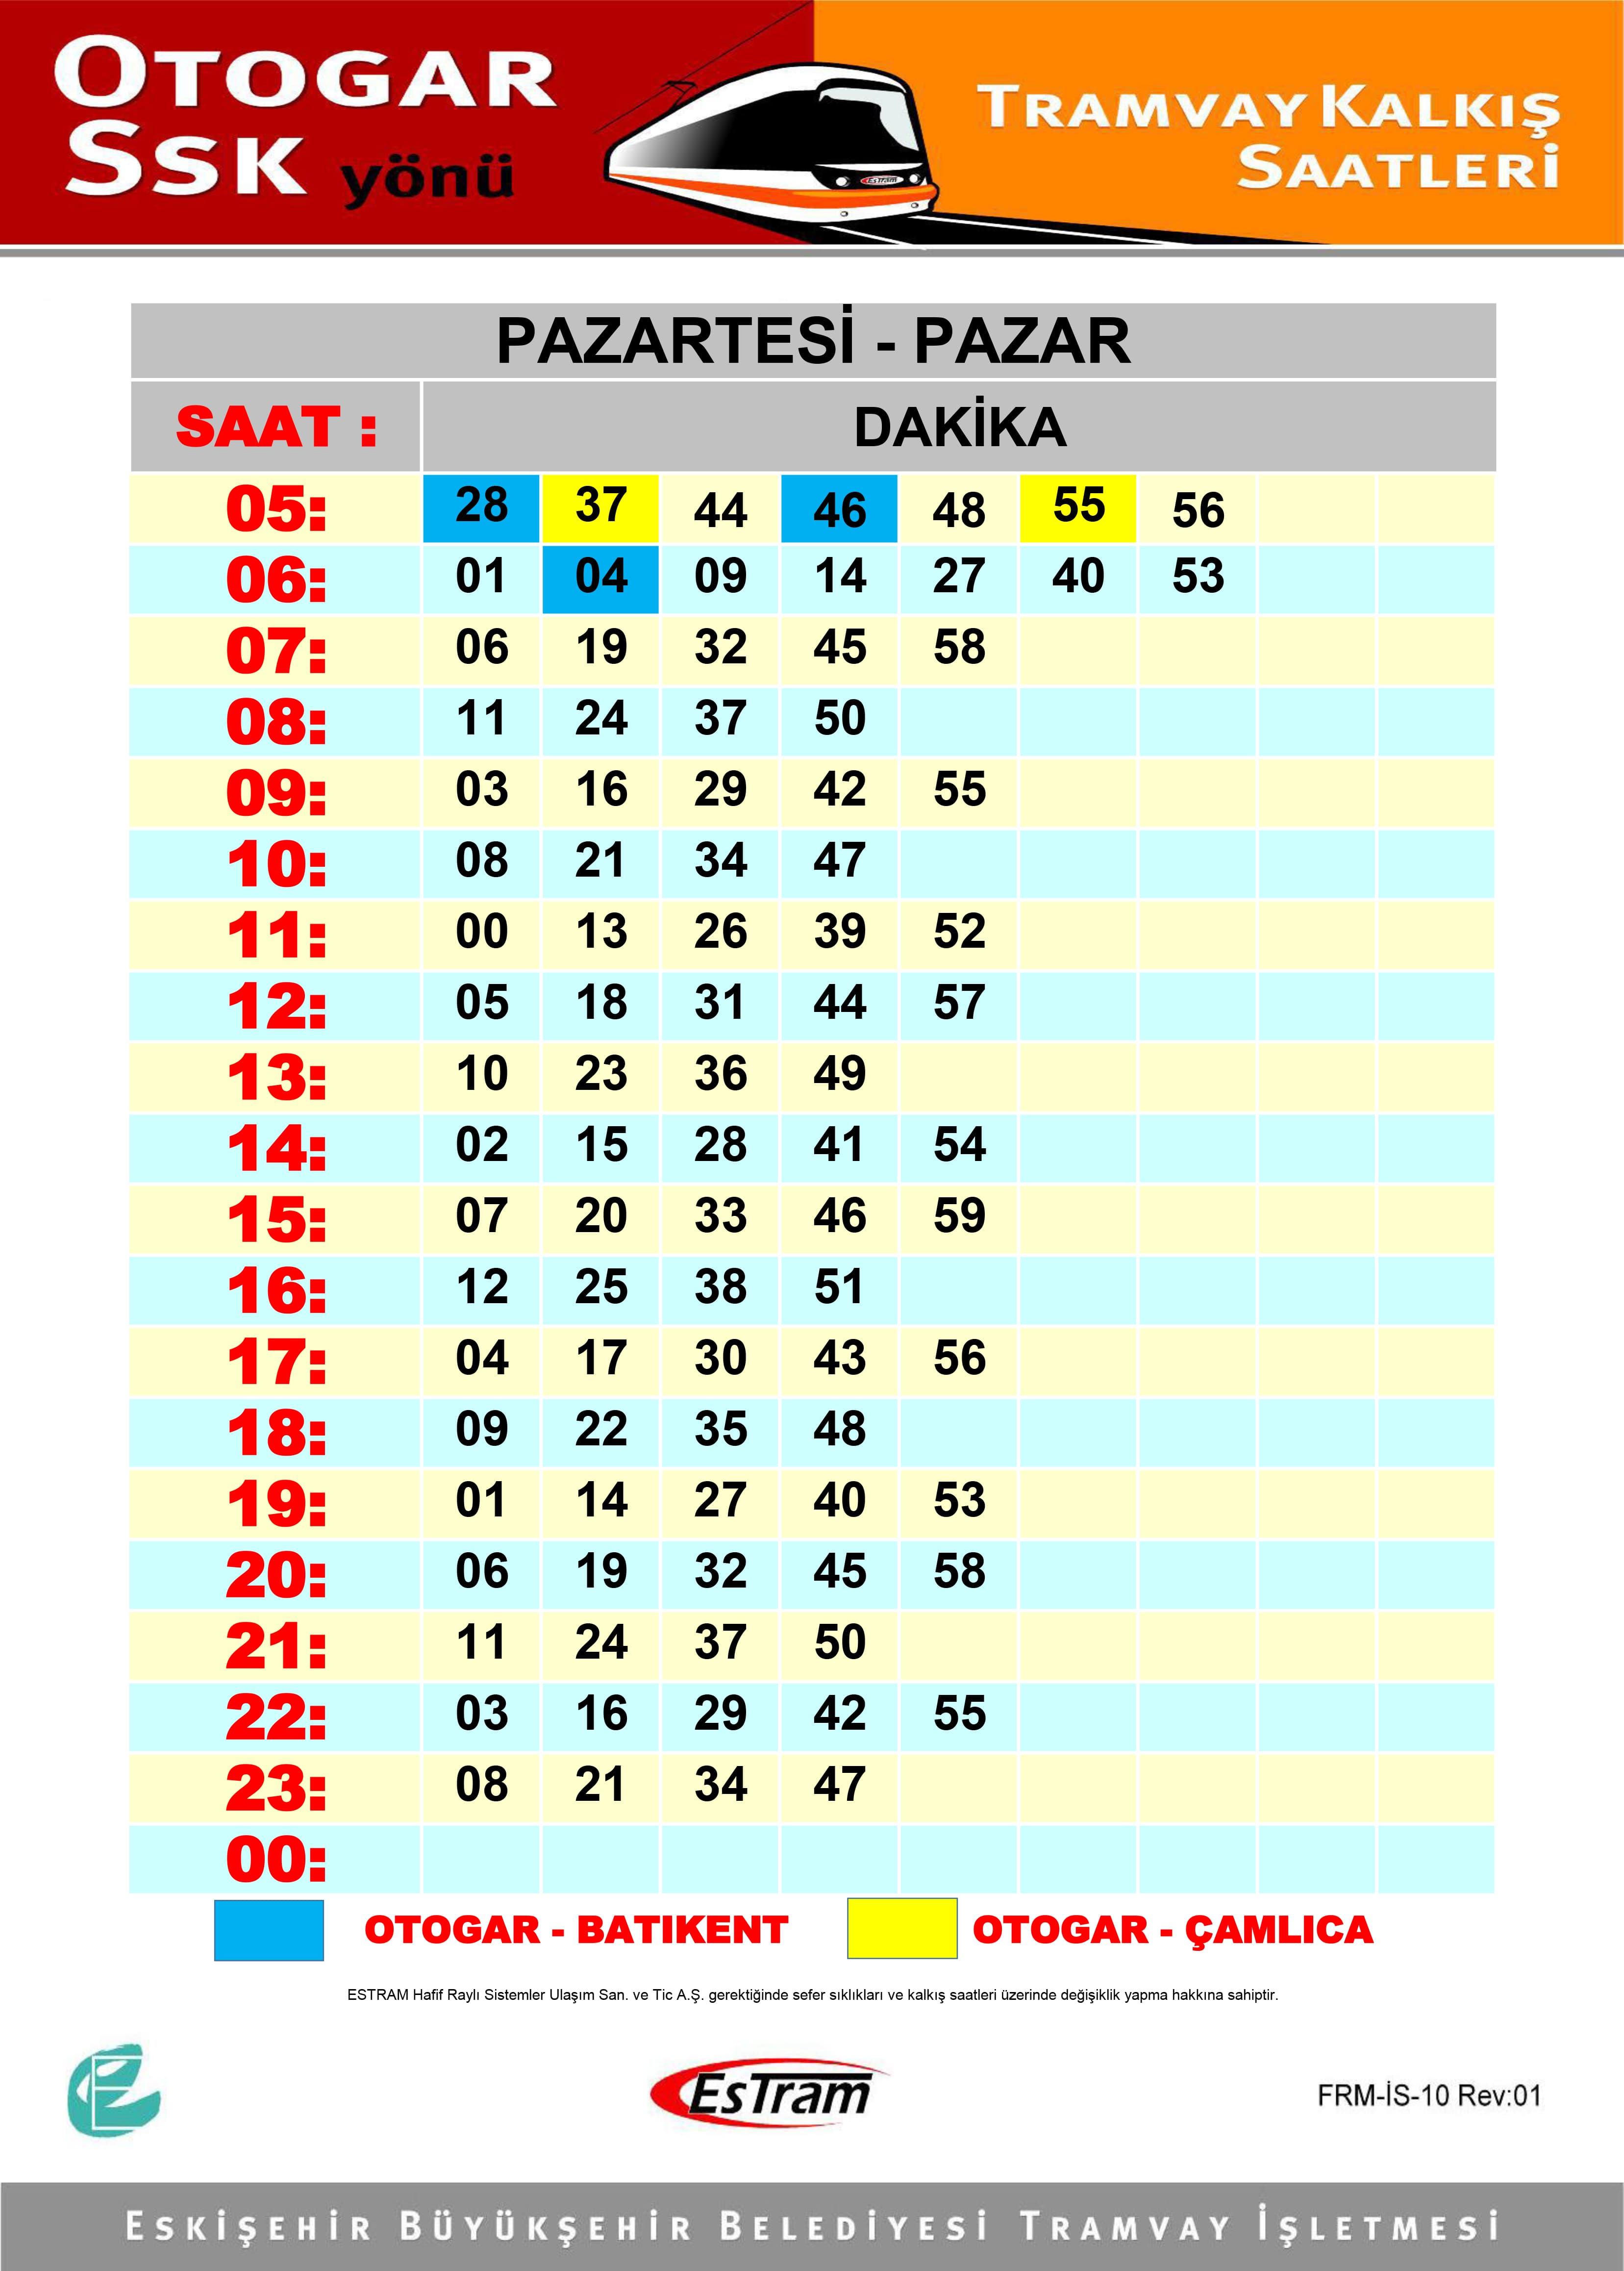 OTOGAR
SSK yönü
TRAMVAY KALKIŞ
SAATLERİ
ESTRAM
PAZARTESİ - PAZAR
SAAT : DAKİKA
05: 28 37 44 46 48 55 56
06: 01 04 09 14 27 40 53
07: 06 19 32 45 58
08: 11 24 37 50
09: 03 16 29 42 55
10: 08 21 34 47
11: 00 13 26 39 52
12: 05 18 31 44 57
13: 10 23 36 49
14: 02 15 28 41 54
15: 07 20 33 46 59
16: 12 25 38 51
17: 04 17 30 43 56
18: 09 22 35 48
19: 01 14 27 40 53
20: 06 19 32 45 58
21: 11 24 37 50
22: 03 16 29 42 55
23: 08 21 34 47
00:
OTOGAR - BATIKENT OTOGAR - ÇAMLICA
ESTRAM Hafif Raylı Sistemler Ulaşım San. ve Tic A.Ş. gerektiğinde sefer sıklıkları ve kalkış saatleri üzerinde değişiklik yapma hakkına sahiptir.
EsTram
FRM-İS-10 Rev:01
ESKİŞEHİR BÜYÜKŞEHİR BELEDİYESİ TRAMVAY İŞLETMESİ